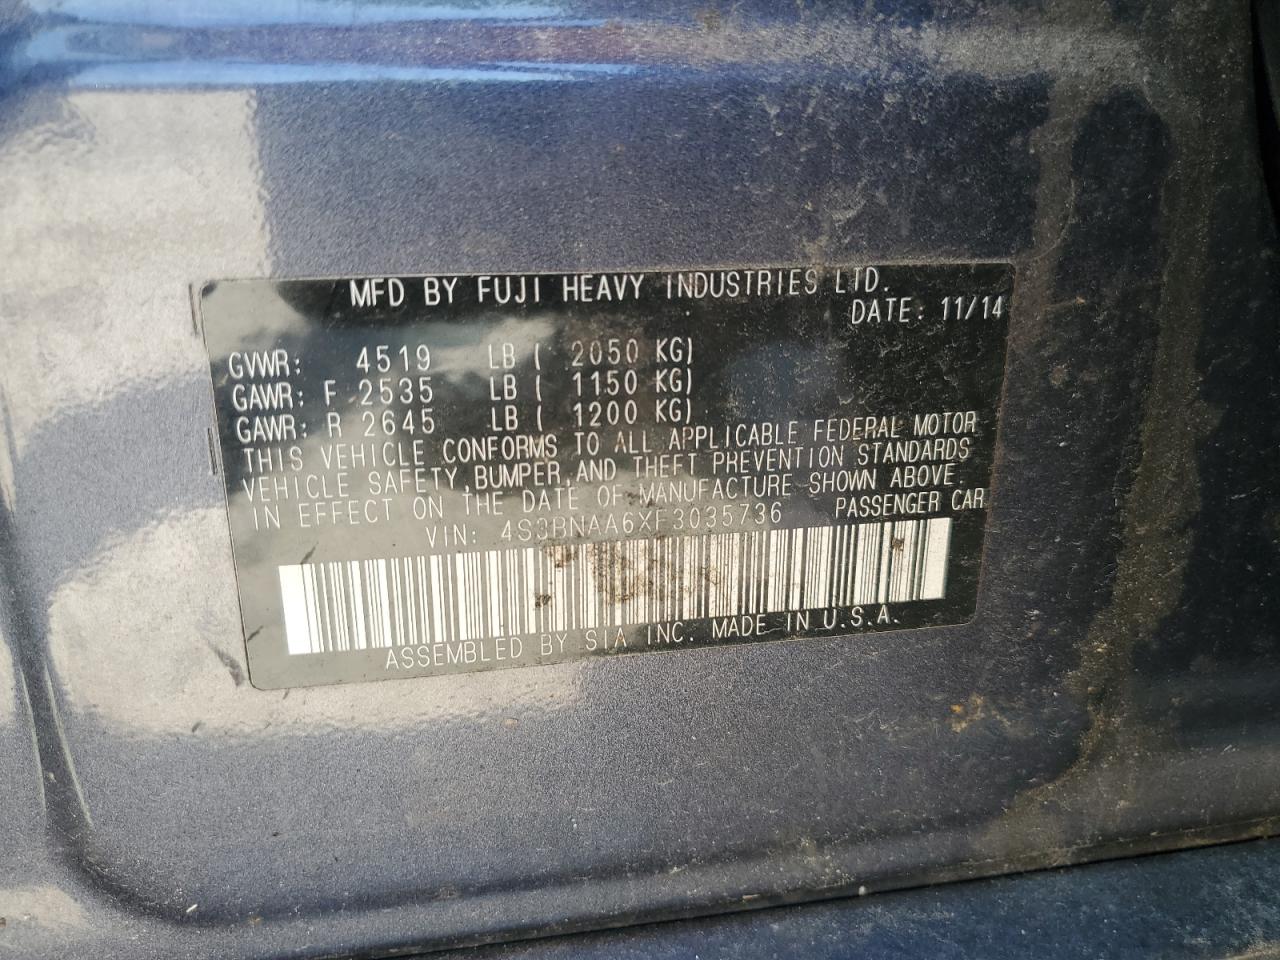 MFD BY FUJI HEAVY INDUSTRIES LTD.
DATE: 11/14
GVWR: 4519 LB ( 2050 KG)
GAWR: F 2535 LB ( 1150 KG)
GAWR: R 2645 LB ( 1200 KG)
THIS VEHICLE CONFORMS TO ALL APPLICABLE FEDERAL MOTOR
VEHICLE SAFETY, BUMPER, AND THEFT PREVENTION STANDARDS
IN EFFECT ON THE DATE OF MANUFACTURE SHOWN ABOVE.
VIN: 4S3BNAA6XF3035736 PASSENGER CAR
ASSEMBLED BY SIA INC. MADE IN U.S.A.